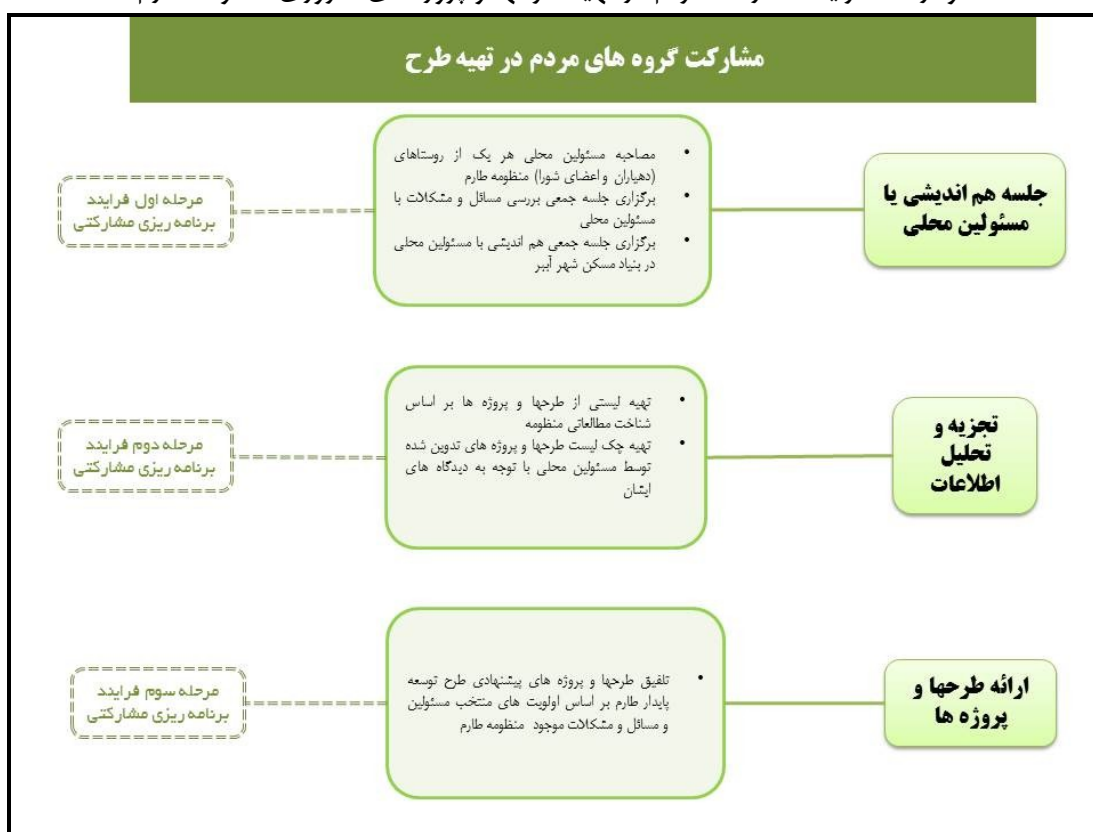 مشارکت گروه های مردم در تهیه طرح
جلسه هم اندیشی یا
مسئولین محلی
• مصاحبه مسئولین محلی هر یک از روستاهای
(دهیاران و اعضای شورا) منظومه طارم
• برگزاری جلسه جمعی بررسی مسائل و مشکلات با
مسئولین محلی
• برگزاری جلسه جمعی هم اندیشی با مسئولین محلی
در بنیاد مسکن شهر آببر
مرحله اول فرایند
برنامه ریزی مشارکتی
تجزیه و
تحلیل
اطلاعات
• تهیه لیستی از طرحها و پروژه ها بر اساس
شناخت مطالعاتی منظومه
• تهیه چک لیست طرحها و پروژه های تدوین شده
توسط مسئولین محلی با توجه به دیدگاه های
ایشان
مرحله دوم فرایند
برنامه ریزی مشارکتی
ارائه طرحها و
پروژه ها
• تلفیق طرحها و پروژه های پیشنهادی طرح توسعه
پایدار طارم بر اساس اولویت های منتخب مسئولین
و مسائل و مشکلات موجود منظومه طارم
مرحله سوم فرایند
برنامه ریزی مشارکتی